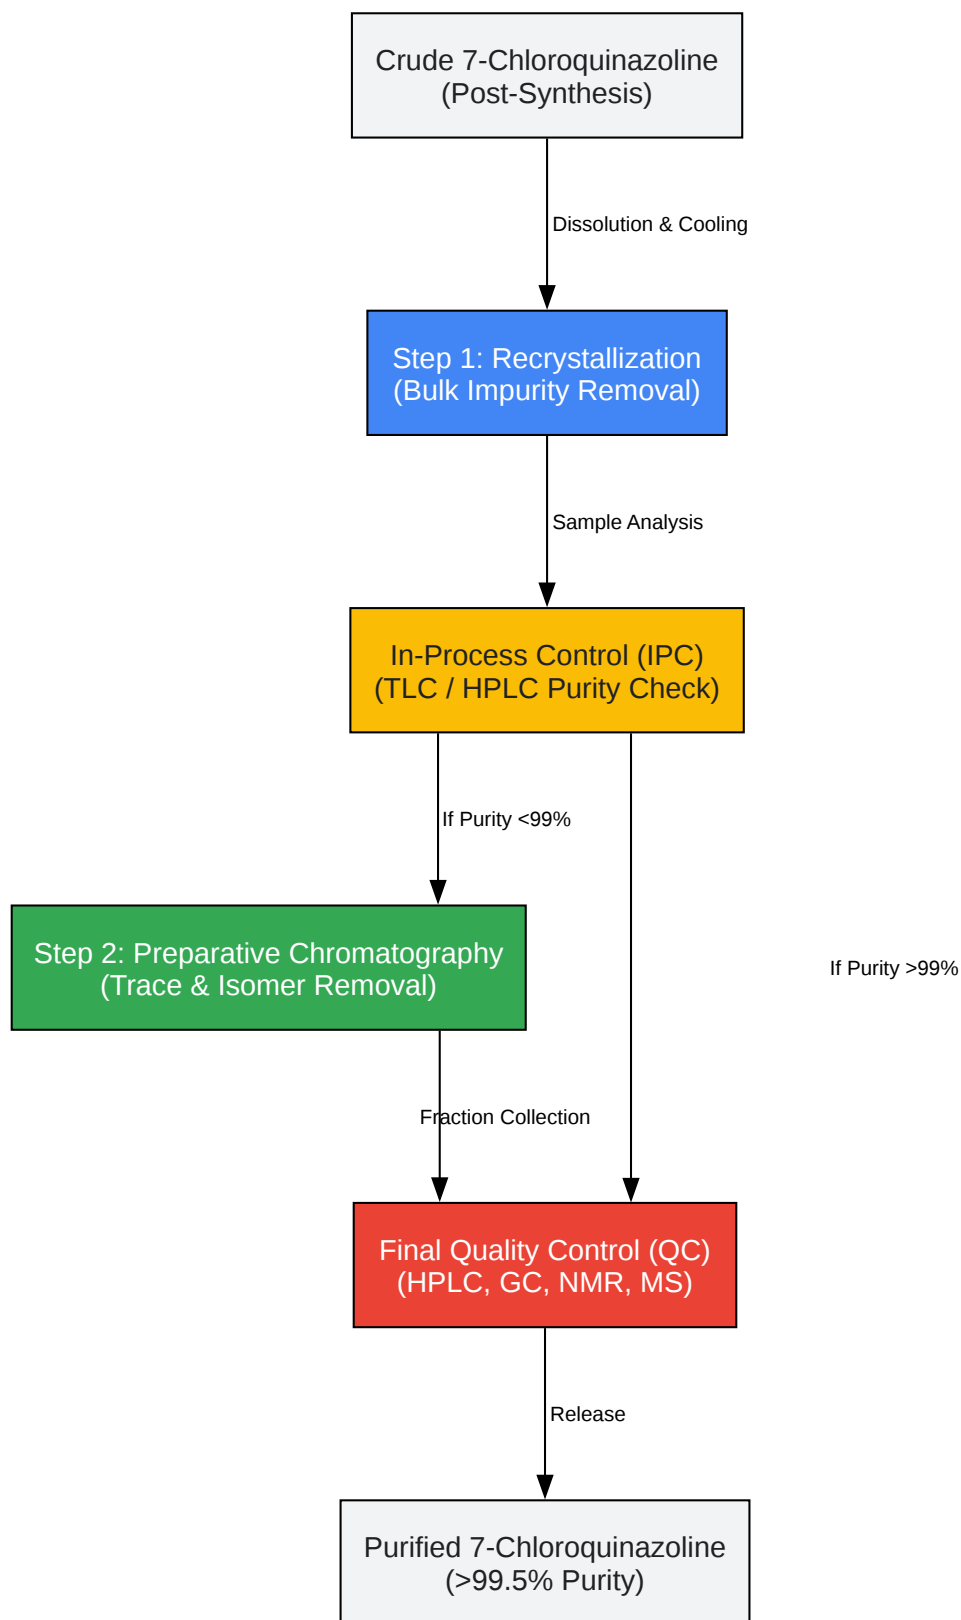 Crude 7-Chloroquinazoline
(Post-Synthesis)
Dissolution & Cooling
Step 1: Recrystallization
(Bulk Impurity Removal)
Sample Analysis
In-Process Control (IPC)
(TLC / HPLC Purity Check)
If Purity <99%
Step 2: Preparative Chromatography
(Trace & Isomer Removal)
If Purity >99%
Fraction Collection
Final Quality Control (QC)
(HPLC, GC, NMR, MS)
Release
Purified 7-Chloroquinazoline
(>99.5% Purity)